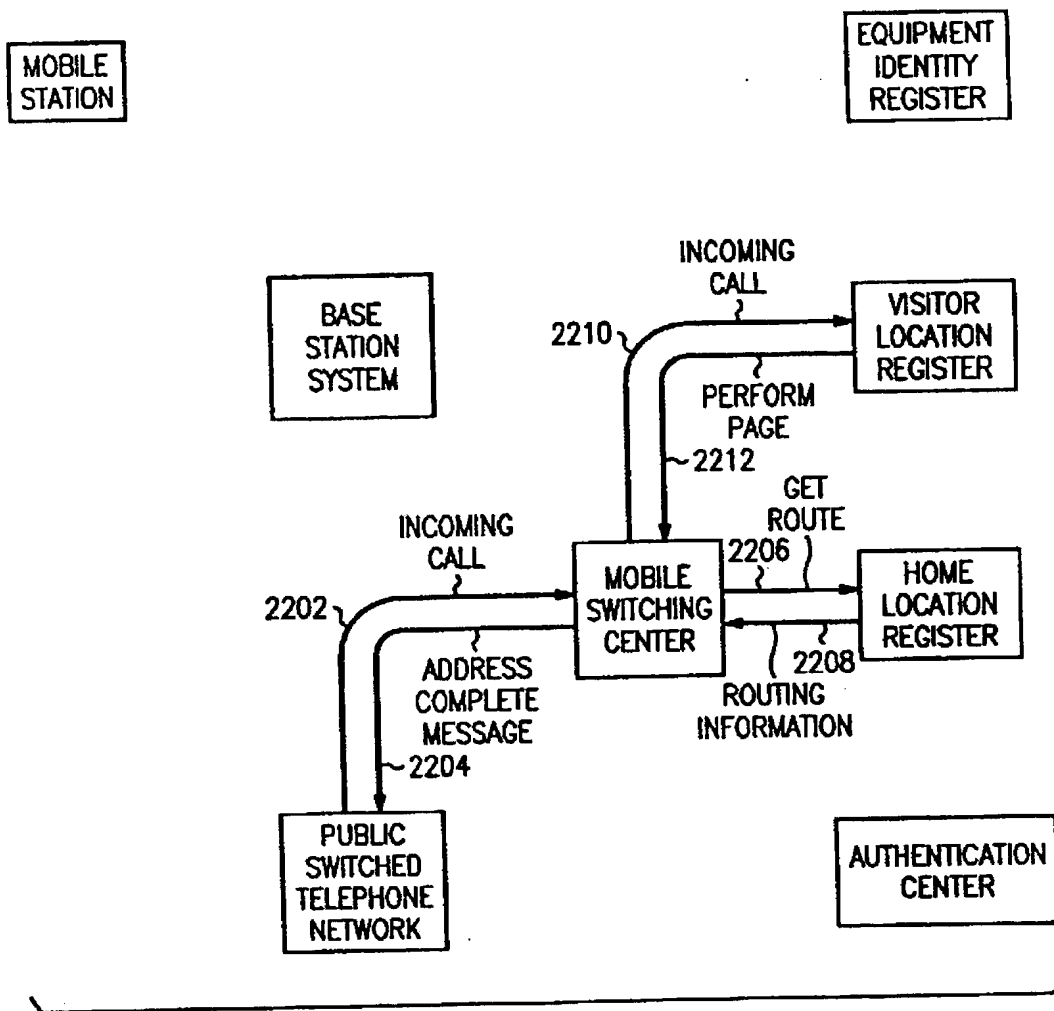 MOBILE
STATION
EQUIPMENT
IDENTITY
REGISTER
BASE
STATION
SYSTEM
INCOMING
CALL
2210
VISITOR
LOCATION
REGISTER
PERFORM
PAGE
2212
GET
ROUTE
2206
INCOMING
CALL
2202
MOBILE
SWITCHING
CENTER
HOME
LOCATION
REGISTER
2208
ROUTING
INFORMATION
ADDRESS
COMPLETE
MESSAGE
2204
PUBLIC
SWITCHED
TELEPHONE
NETWORK
AUTHENTICATION
CENTER